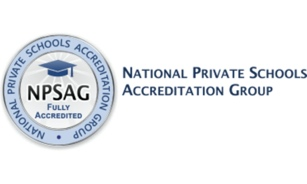 NATIONAL PRIVATE SCHOOLS ACCREDITATION GROUP
NPSAG
FULLY
ACCREDITED
NATIONAL PRIVATE SCHOOLS
ACCREDITATION GROUP